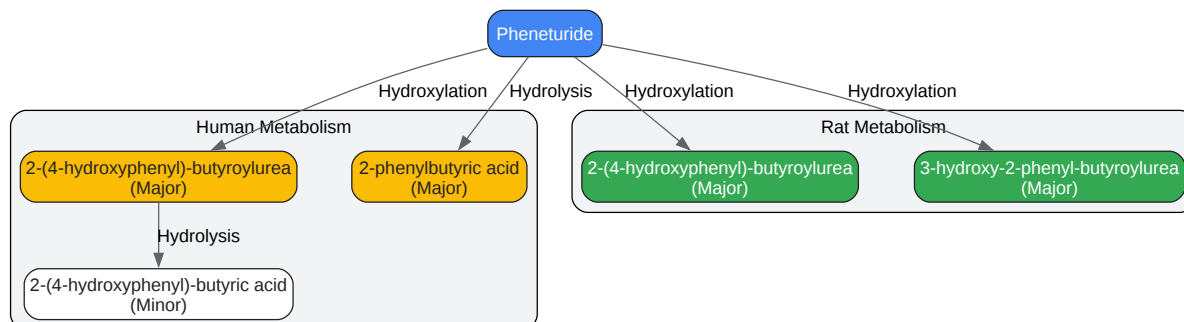 Pheneturide
Hydroxylation
Hydrolysis
Hydroxylation
Hydroxylation
Human Metabolism
Rat Metabolism
2-(4-hydroxyphenyl)-butyroylurea
(Major)
2-phenylbutyric acid
(Major)
2-(4-hydroxyphenyl)-butyroylurea
(Major)
3-hydroxy-2-phenyl-butyroylurea
(Major)
Hydrolysis
2-(4-hydroxyphenyl)-butyric acid
(Minor)